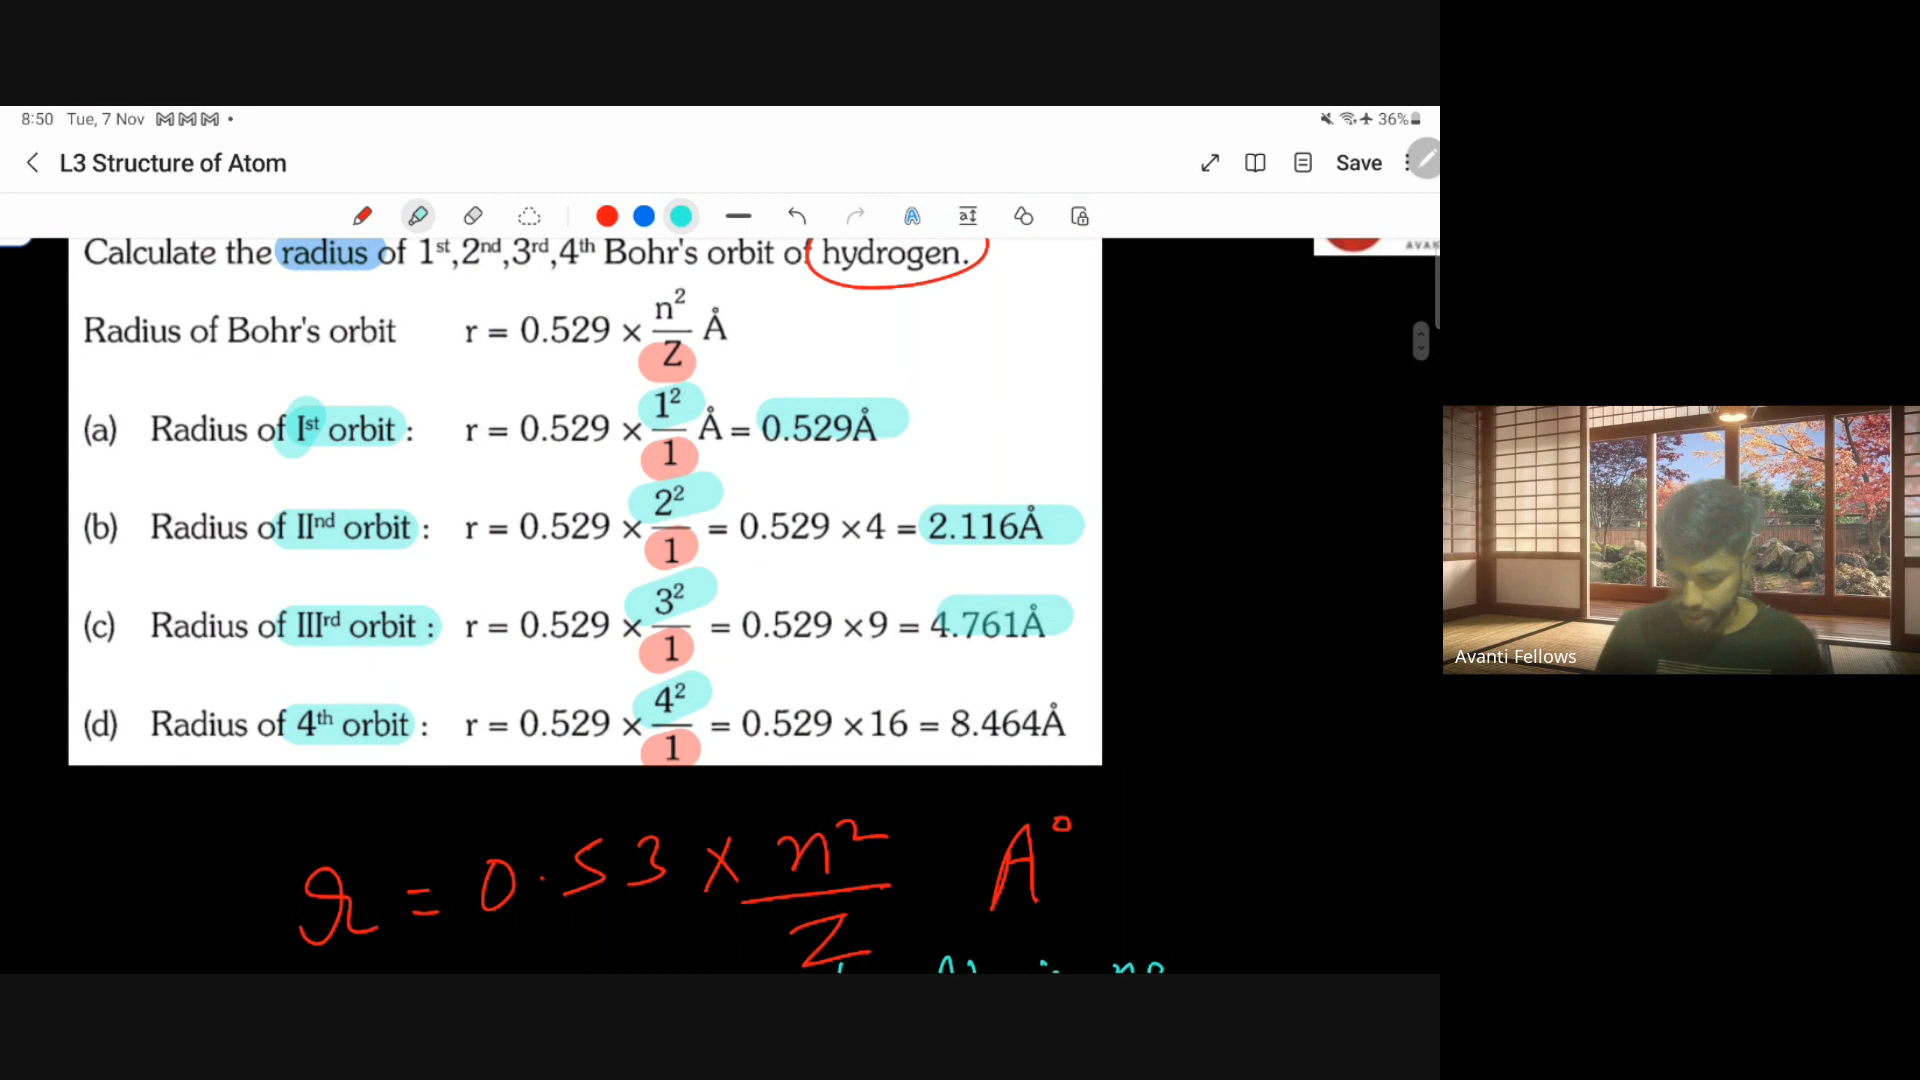 8:50 Tue, 7 Nov 36%
L3 Structure of Atom Save
AVAN
Calculate the radius of 1st,2nd,3rd,4th Bohr's orbit of hydrogen.
Radius of Bohr's orbit r = 0.529 × n²/Z Å
(a) Radius of Ist orbit : r = 0.529 × 1²/1 Å = 0.529Å
(b) Radius of IInd orbit : r = 0.529 × 2²/1 = 0.529 ×4 = 2.116Å
(c) Radius of IIIrd orbit : r = 0.529 × 3²/1 = 0.529 ×9 = 4.761Å
(d) Radius of 4th orbit : r = 0.529 × 4²/1 = 0.529 ×16 = 8.464Å
r = 0.53 × n²/Z A°
Avanti Fellows